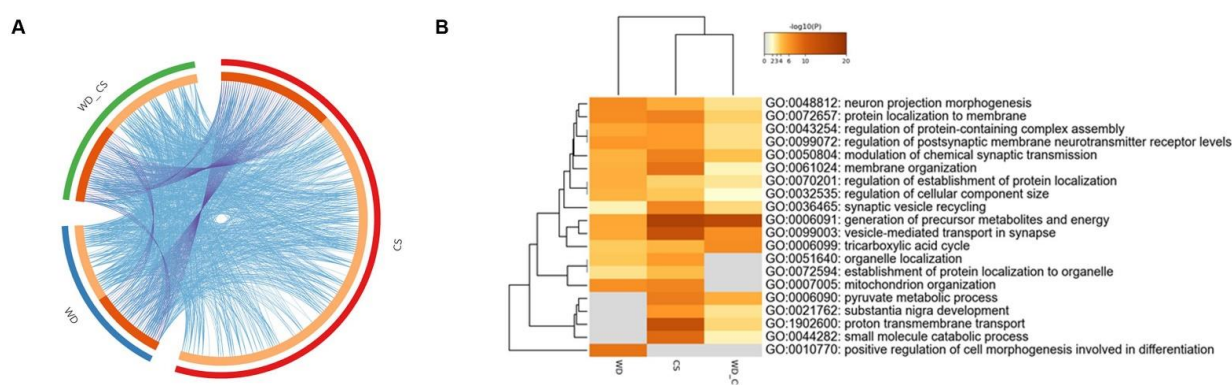 A
WD_CS
WD
CS
B
-log10(P)
0 2 3 4 6 10 20
GO:0048812: neuron projection morphogenesis
GO:0072657: protein localization to membrane
GO:0043254: regulation of protein-containing complex assembly
GO:0099072: regulation of postsynaptic membrane neurotransmitter receptor levels
GO:0050804: modulation of chemical synaptic transmission
GO:0061024: membrane organization
GO:0070201: regulation of establishment of protein localization
GO:0032535: regulation of cellular component size
GO:0036465: synaptic vesicle recycling
GO:0006091: generation of precursor metabolites and energy
GO:0099003: vesicle-mediated transport in synapse
GO:0006099: tricarboxylic acid cycle
GO:0051640: organelle localization
GO:0072594: establishment of protein localization to organelle
GO:0007005: mitochondrion organization
GO:0006090: pyruvate metabolic process
GO:0021762: substantia nigra development
GO:1902600: proton transmembrane transport
GO:0044282: small molecule catabolic process
GO:0010770: positive regulation of cell morphogenesis involved in differentiation
WD
CS
WD_C